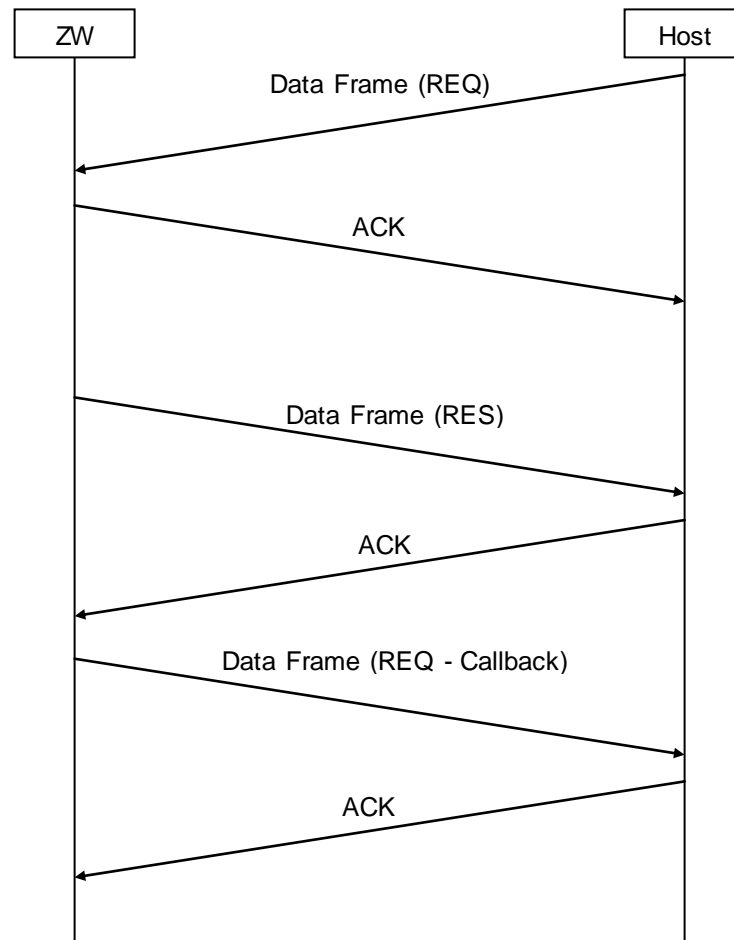 ZW
Host
Data Frame (REQ)
ACK
Data Frame (RES)
ACK
Data Frame (REQ - Callback)
ACK